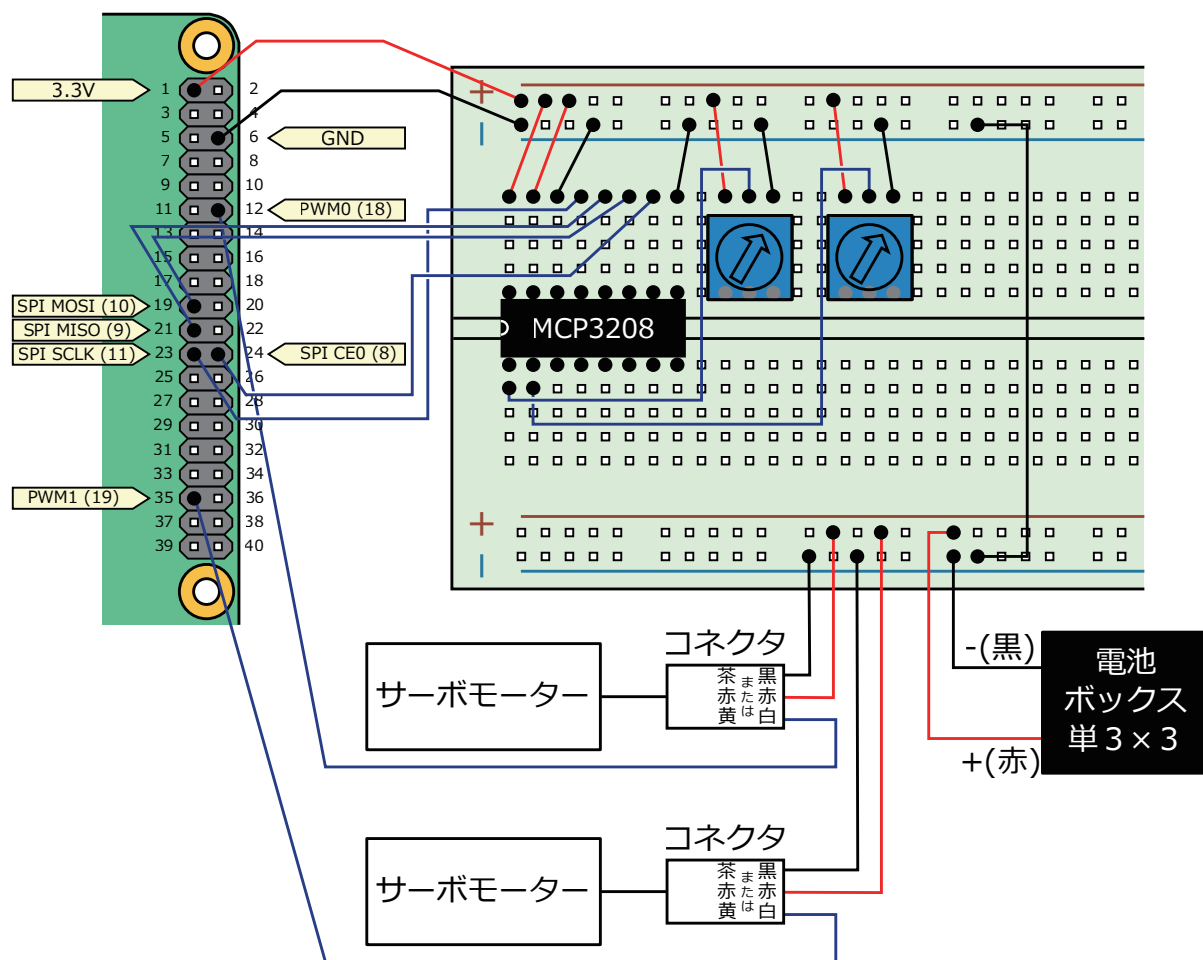 3.3V
1
2
3
4
5
6
GND
7
8
9
10
11
12
PWM0 (18)
13
14
15
16
17
18
SPI MOSI (10)
19
20
SPI MISO (9)
21
22
SPI SCLK (11)
23
24
SPI CE0 (8)
25
26
27
28
29
30
31
32
33
34
PWM1 (19)
35
36
37
38
39
40
+
-
MCP3208
+
-
コネクタ
サーボモーター
茶 黒
赤 赤
黄 白
または
-(黒)
+(赤)
電池
ボックス
単3×3
コネクタ
サーボモーター
茶 黒
赤 赤
黄 白
または